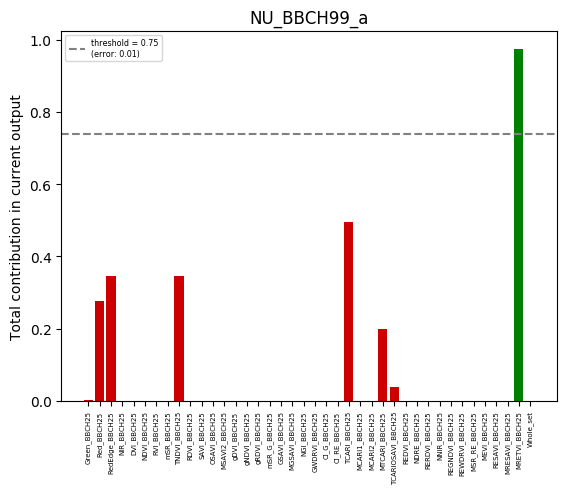 NU_BBCH99_a
Total contribution in current output
1.0
0.8
0.6
0.4
0.2
0.0
threshold = 0.75
(error: 0.01)
Green_BBCH25
Red_BBCH25
RedEdge_BBCH25
NIR_BBCH25
DVI_BBCH25
NDVI_BBCH25
RVI_BBCH25
mSR_BBCH25
TNDVI_BBCH25
RDVI_BBCH25
SAVI_BBCH25
OSAVI_BBCH25
MSAVI2_BBCH25
gDVI_BBCH25
gNDVI_BBCH25
gRDVI_BBCH25
mSR_G_BBCH25
GSAVI_BBCH25
MGSAVI_BBCH25
NGI_BBCH25
GWDRVI_BBCH25
CI_G_BBCH25
CI_RE_BBCH25
TCARI_BBCH25
MCARI1_BBCH25
MCARI2_BBCH25
MTCARI_BBCH25
TCARIOSAVI_BBCH25
REDVI_BBCH25
NDRE_BBCH25
RERDVI_BBCH25
NNIR_BBCH25
REGNDVI_BBCH25
REWDRVI_BBCH25
MSR_RE_BBCH25
MEVI_BBCH25
RESAVI_BBCH25
MRESAVI_BBCH25
MRETVI_BBCH25
Whole_set